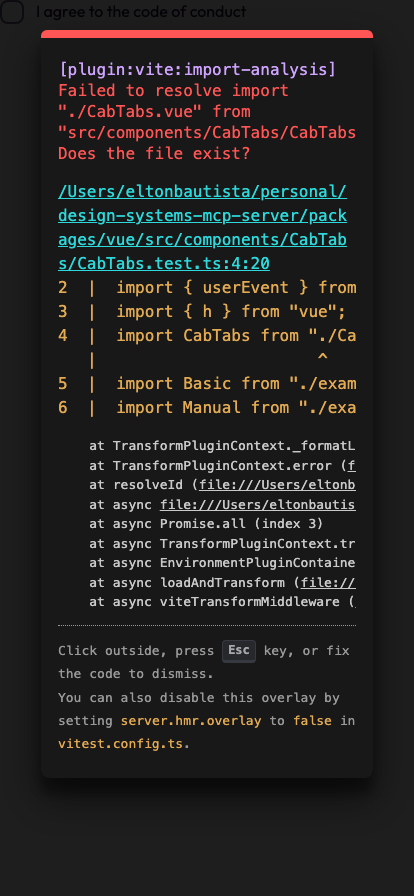 I agree to the code of conduct
[plugin:vite:import-analysis]
Failed to resolve import
"./CabTabs.vue" from
"src/components/CabTabs/CabTabs
Does the file exist?
/Users/eltonbautista/personal/
design-systems-mcp-server/pack
ages/vue/src/components/CabTab
s/CabTabs.test.ts:4:20
2  |  import { userEvent } from
3  |  import { h } from "vue";
4  |  import CabTabs from "./Ca
   |                       ^
5  |  import Basic from "./exam
6  |  import Manual from "./exa
at TransformPluginContext._formatL
at TransformPluginContext.error (f
at resolveId (file:///Users/eltonb
at async file:///Users/eltonbautis
at async Promise.all (index 3)
at async TransformPluginContext.tr
at async EnvironmentPluginContaine
at async loadAndTransform (file://
at async viteTransformMiddleware (
Click outside, press Esc key, or fix
the code to dismiss.
You can also disable this overlay by
setting server.hmr.overlay to false in
vitest.config.ts.